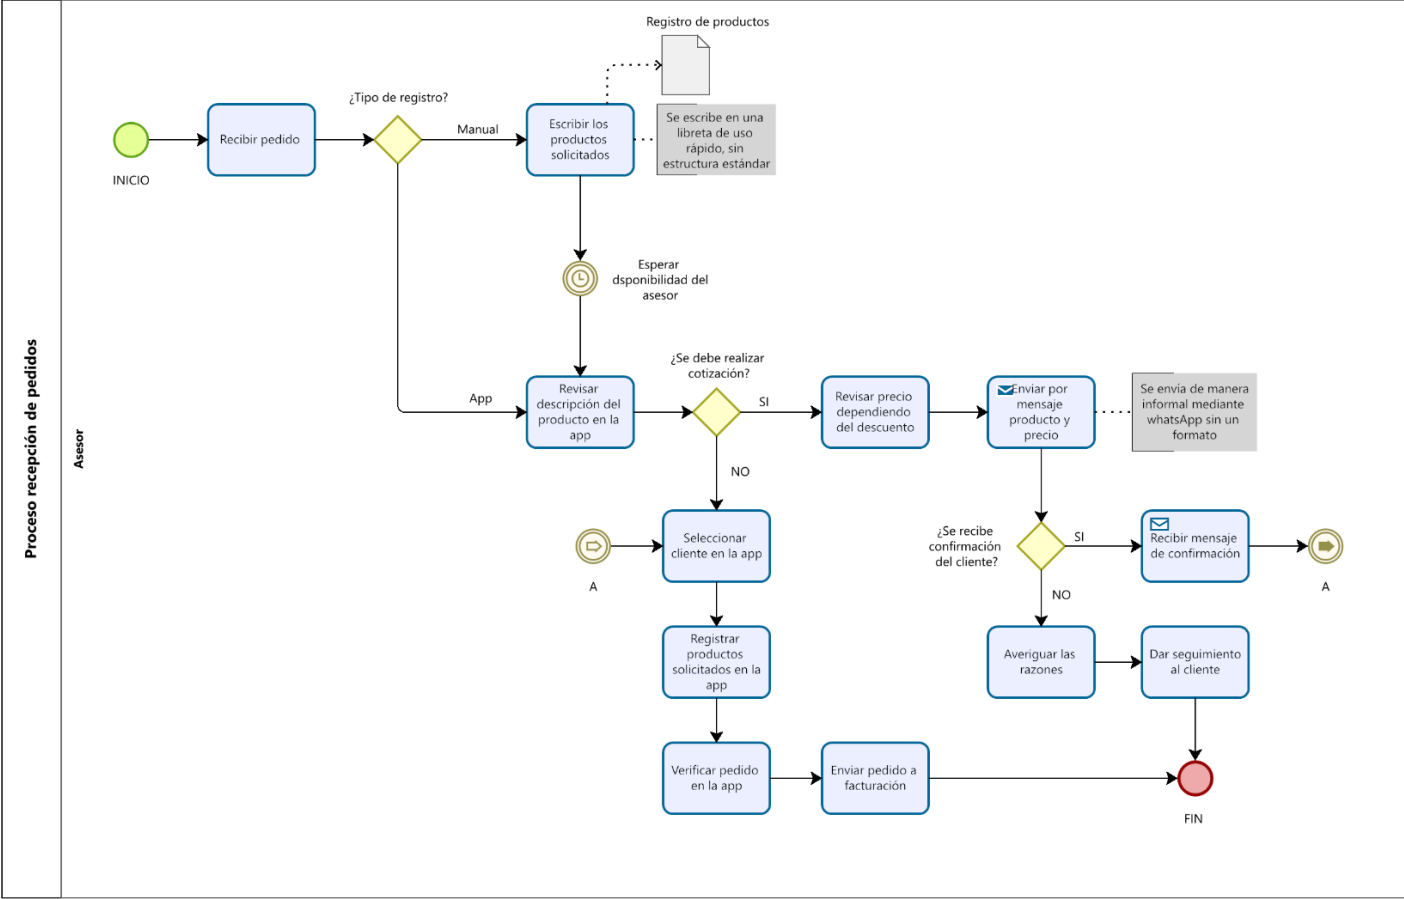 Proceso recepción de pedidos
Asesor
INICIO
Recibir pedido
¿Tipo de registro?
Manual
App
Escribir los
productos
solicitados
Registro de productos
Se escribe en una
libreta de uso
rápido, sin
estructura estándar
Esperar
dsponibilidad del
asesor
Revisar
descripción del
producto en la
app
¿Se debe realizar
cotización?
SI
NO
Revisar precio
dependiendo
del descuento
Enviar por
mensaje
producto y
precio
Se envía de manera
informal mediante
whatsApp sin un
formato
A
Seleccionar
cliente en la app
¿Se recibe
confirmación
del cliente?
SI
NO
Recibir mensaje
de confirmación
A
Registrar
productos
solicitados en la
app
Averiguar las
razones
Dar seguimiento
al cliente
Verificar pedido
en la app
Enviar pedido a
facturación
FIN